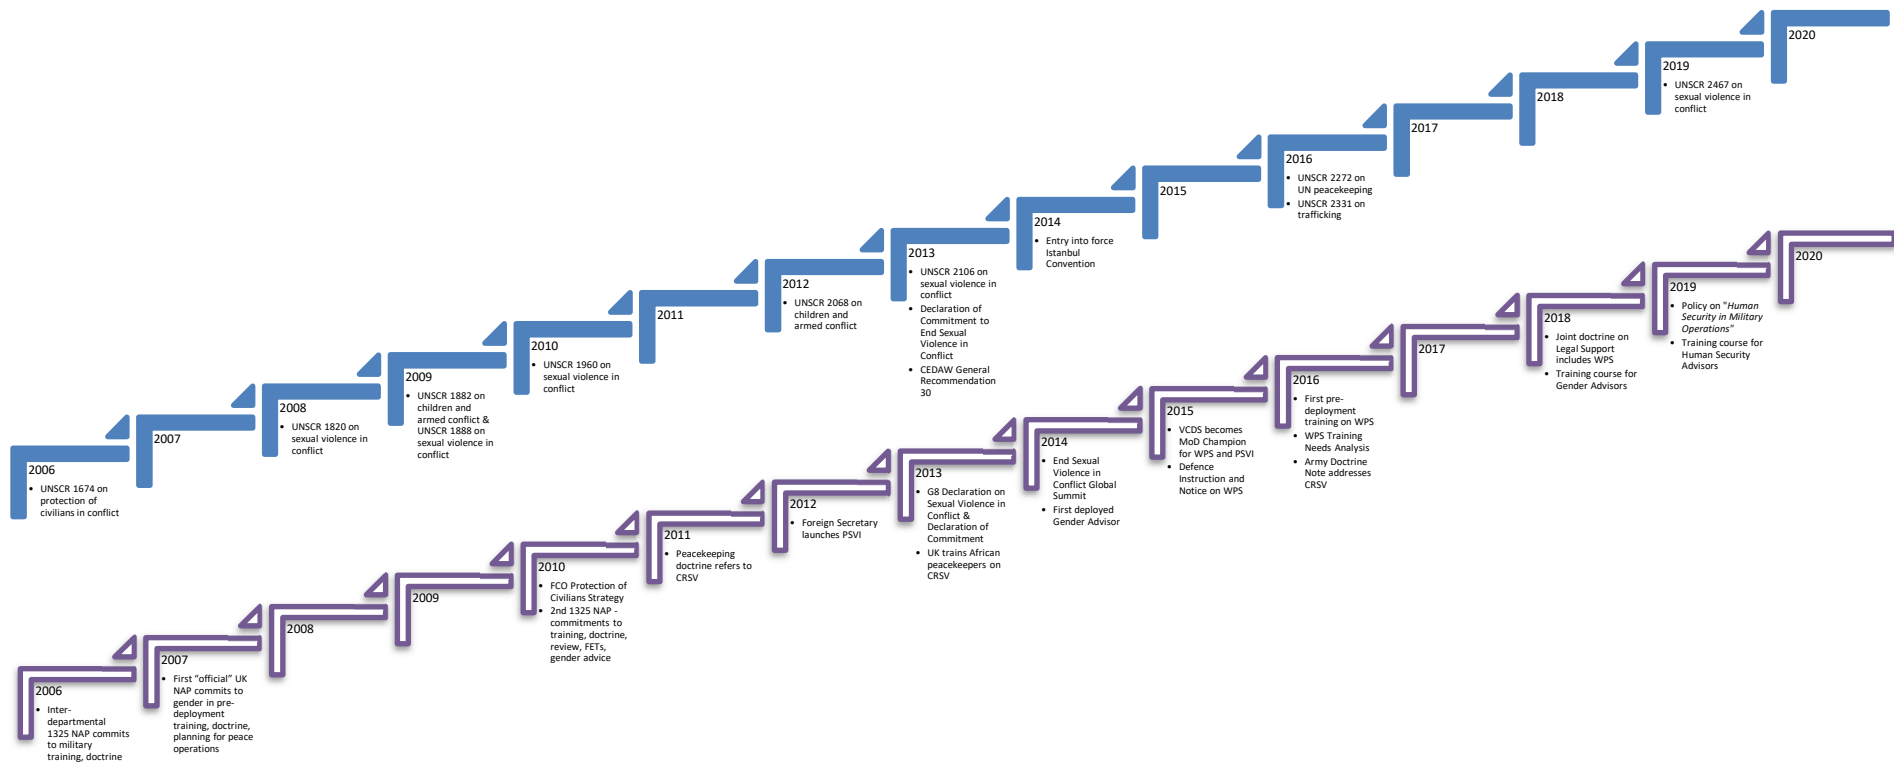 2006
• UNSCR 1674 on
protection of
civilians in conflict
2007
2008
• UNSCR 1820 on
sexual violence in
conflict
2009
• UNSCR 1882 on
children and
armed conflict &
UNSCR 1888 on
sexual violence in
conflict
2010
• UNSCR 1960 on
sexual violence in
conflict
2011
2012
• UNSCR 2068 on
children and
armed conflict
2013
• UNSCR 2106 on
sexual violence in
conflict
• Declaration of
Commitment to
End Sexual
Violence in
Conflict
• CEDAW General
Recommendation
30
2014
• Entry into force
Istanbul
Convention
2015
2016
• UNSCR 2272 on
UN peacekeeping
• UNSCR 2331 on
trafficking
2017
2018
2019
• UNSCR 2467 on
sexual violence in
conflict
2020
2006
• Inter-
departmental
1325 NAP commits
to military
training, doctrine
2007
• First “official” UK
NAP commits to
gender in pre-
deployment
training, doctrine,
planning for peace
operations
2008
2009
2010
• FCO Protection of
Civilians Strategy
• 2nd 1325 NAP -
commitments to
training, doctrine,
review, FETs,
gender advice
2011
• Peacekeeping
doctrine refers to
CRSV
2012
• Foreign Secretary
launches PSVI
2013
• G8 Declaration on
Sexual Violence in
Conflict &
Declaration of
Commitment
• UK trains African
peacekeepers on
CRSV
2014
• End Sexual
Violence in
Conflict Global
Summit
• First deployed
Gender Advisor
2015
• VCDS becomes
MoD Champion
for WPS and PSVI
• Defence
Instruction and
Notice on WPS
2016
• First pre-
deployment
training on WPS
• WPS Training
Needs Analysis
• Army Doctrine
Note addresses
CRSV
2017
2018
• Joint doctrine on
Legal Support
includes WPS
• Training course for
Gender Advisors
2019
• Policy on "Human
Security in Military
Operations"
• Training course for
Human Security
Advisors
2020